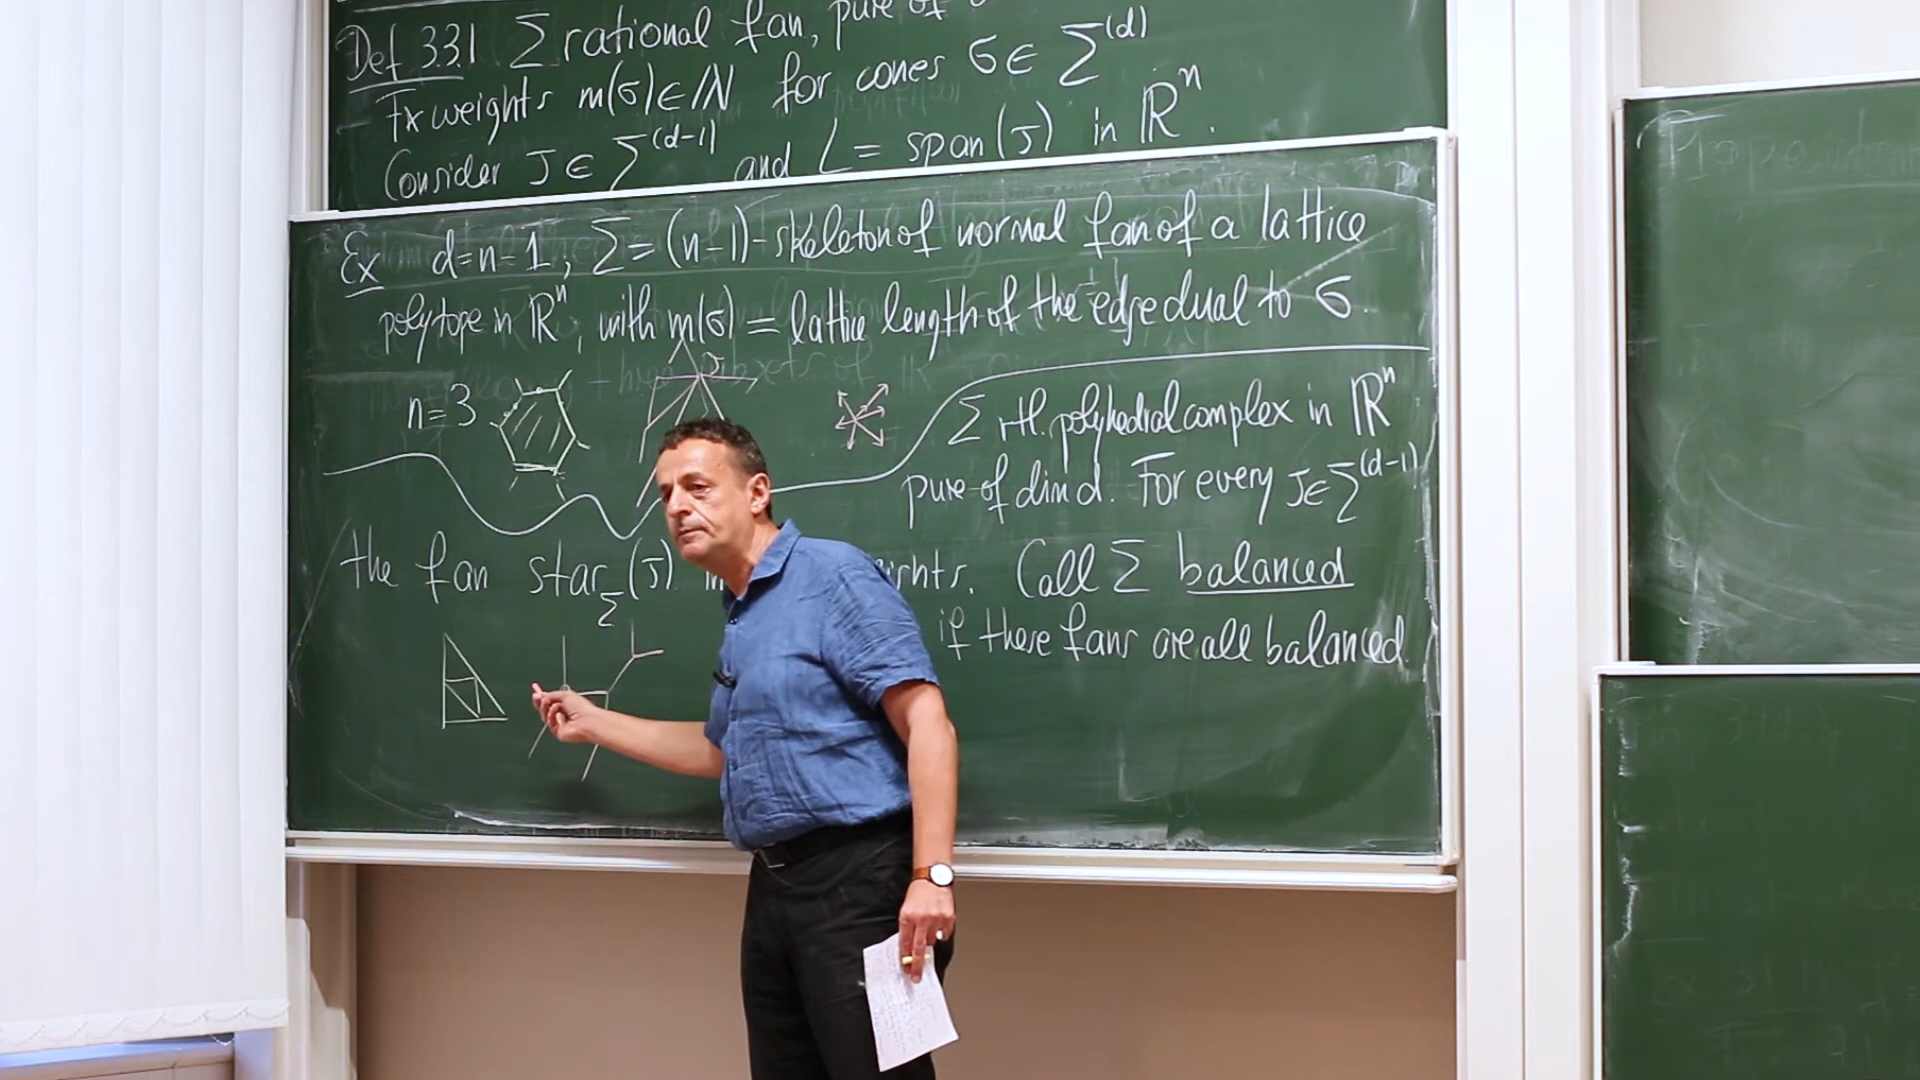 Def 3.3.1 Σ rational fan, pure of
Fix weights m(σ)∈ℕ for cones σ∈Σ^(d)
Consider τ∈Σ^(d-1) and L = span(τ) in ℝ^n.
Ex d=n-1, Σ=(n-1)-skeleton of normal fan of a lattice
polytope in ℝ^n, with m(σ) = lattice length of the edge dual to σ.
n=3
Σ rtl. polyhedral complex in ℝ^n
pure of dim d. For every τ∈Σ^(d-1)
the fan star_Σ(τ) Call Σ balanced
if these fans are all balanced